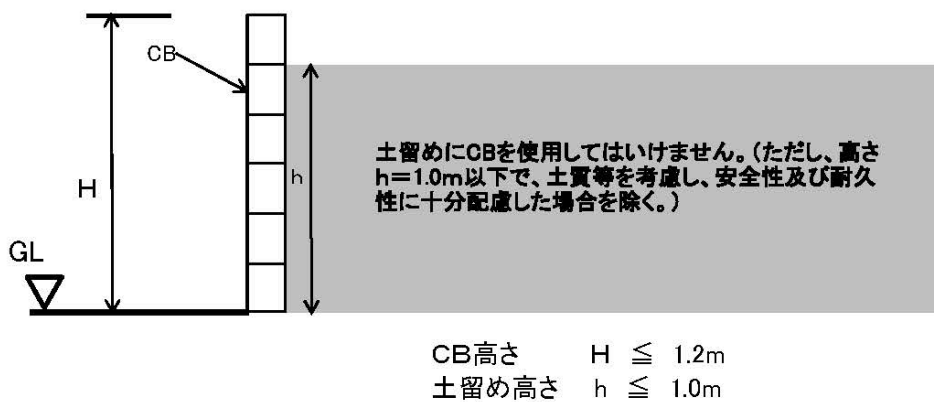 CB
土留めにCBを使用してはいけません。(ただし、高さ
h=1.0m以下で、土質等を考慮し、安全性及び耐久
性に十分配慮した場合を除く。)
H
h
GL
CB高さ H ≦ 1.2m
土留め高さ h ≦ 1.0m